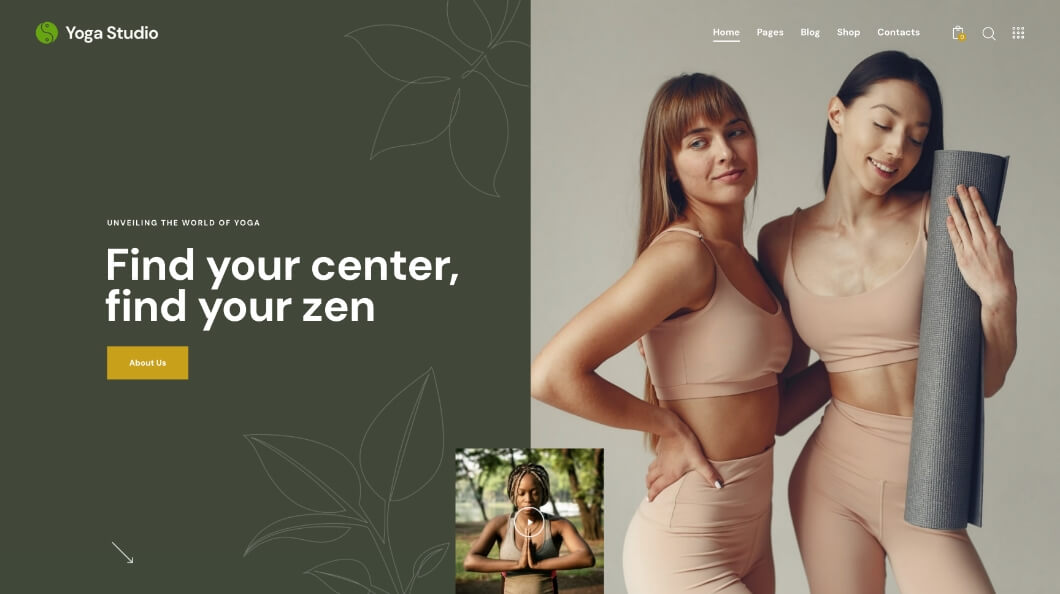 Yoga Studio
Home Pages Blog Shop Contacts
0
UNVEILING THE WORLD OF YOGA
Find your center,
find your zen
About Us